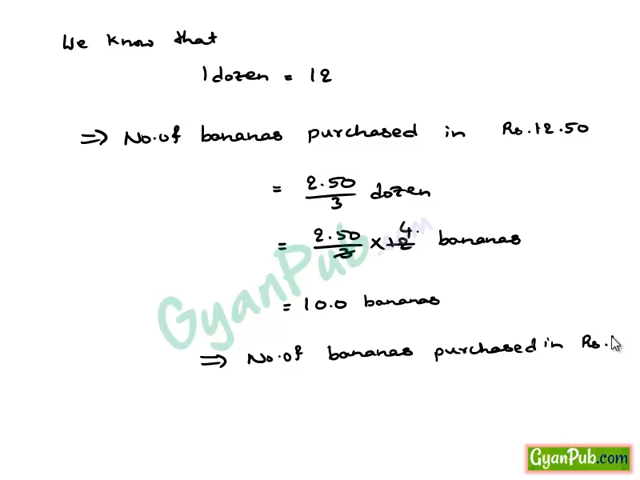 We know that
1 dozen = 12
⇒ No. of bananas purchased in Rs. 12.50
= 2.50/3 dozen
= 2.50/3 × 12 4 bananas
= 10.0 bananas
⇒ No. of bananas purchased in Rs.
GyanPub.com
GyanPub.com